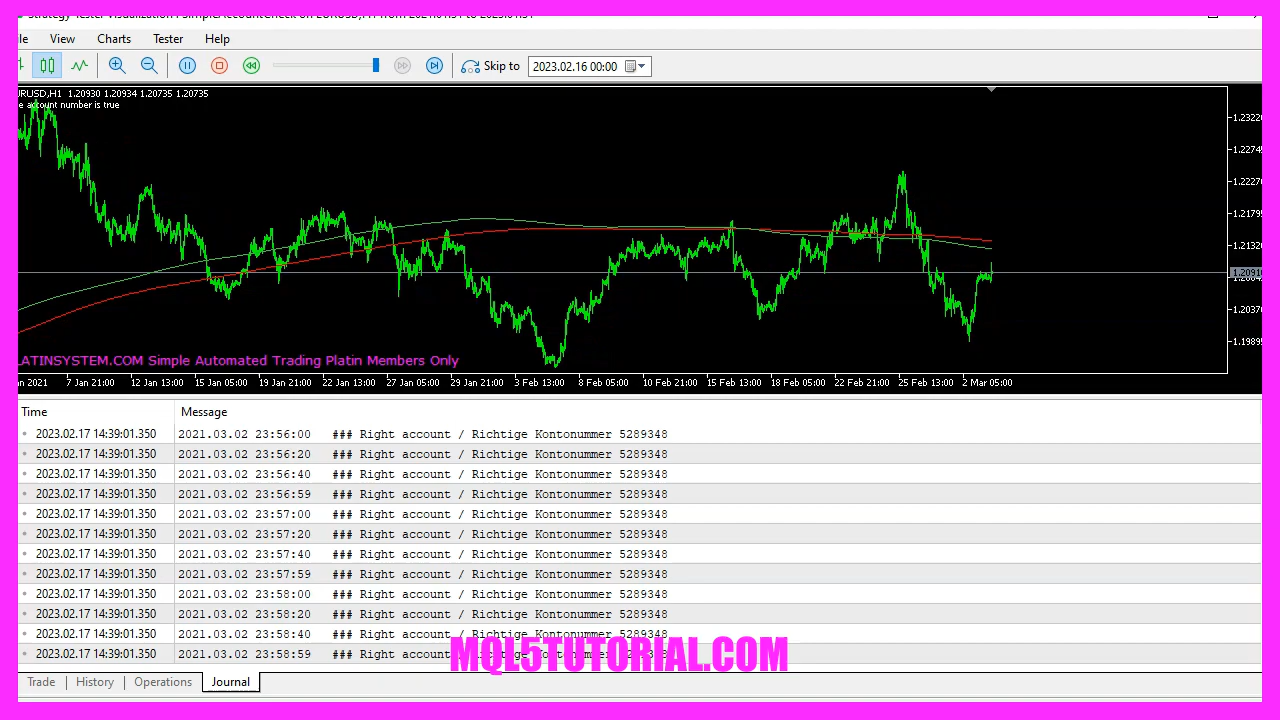 Strategy Tester Visualization : SimpleAccountCheck on EURUSD,H1 from 2021.01.31 to 2023.01.31
le View Charts Tester Help
Skip to 2023.02.16 00:00
URUSD,H1 1.20930 1.20934 1.20735 1.20735
e account number is true
1.23220
1.22745
1.22270
1.21795
1.21320
1.20910
1.20845
1.20370
1.19895
LATINSYSTEM.COM Simple Automated Trading Platin Members Only
an 2021 7 Jan 21:00 12 Jan 13:00 15 Jan 05:00 19 Jan 21:00 22 Jan 13:00 27 Jan 05:00 29 Jan 21:00 3 Feb 13:00 8 Feb 05:00 10 Feb 21:00 15 Feb 13:00 18 Feb 05:00 22 Feb 21:00 25 Feb 13:00 2 Mar 05:00
Time Message
2023.02.17 14:39:01.350 2021.03.02 23:56:00 ### Right account / Richtige Kontonummer 5289348
2023.02.17 14:39:01.350 2021.03.02 23:56:20 ### Right account / Richtige Kontonummer 5289348
2023.02.17 14:39:01.350 2021.03.02 23:56:40 ### Right account / Richtige Kontonummer 5289348
2023.02.17 14:39:01.350 2021.03.02 23:56:59 ### Right account / Richtige Kontonummer 5289348
2023.02.17 14:39:01.350 2021.03.02 23:57:00 ### Right account / Richtige Kontonummer 5289348
2023.02.17 14:39:01.350 2021.03.02 23:57:20 ### Right account / Richtige Kontonummer 5289348
2023.02.17 14:39:01.350 2021.03.02 23:57:40 ### Right account / Richtige Kontonummer 5289348
2023.02.17 14:39:01.350 2021.03.02 23:57:59 ### Right account / Richtige Kontonummer 5289348
2023.02.17 14:39:01.350 2021.03.02 23:58:00 ### Right account / Richtige Kontonummer 5289348
2023.02.17 14:39:01.350 2021.03.02 23:58:20 ### Right account / Richtige Kontonummer 5289348
2023.02.17 14:39:01.350 2021.03.02 23:58:40 ### Right account / Richtige Kontonummer 5289348
2023.02.17 14:39:01.350 2021.03.02 23:58:59 ### Right account
MQL5TUTORIAL.COM
Trade History Operations Journal